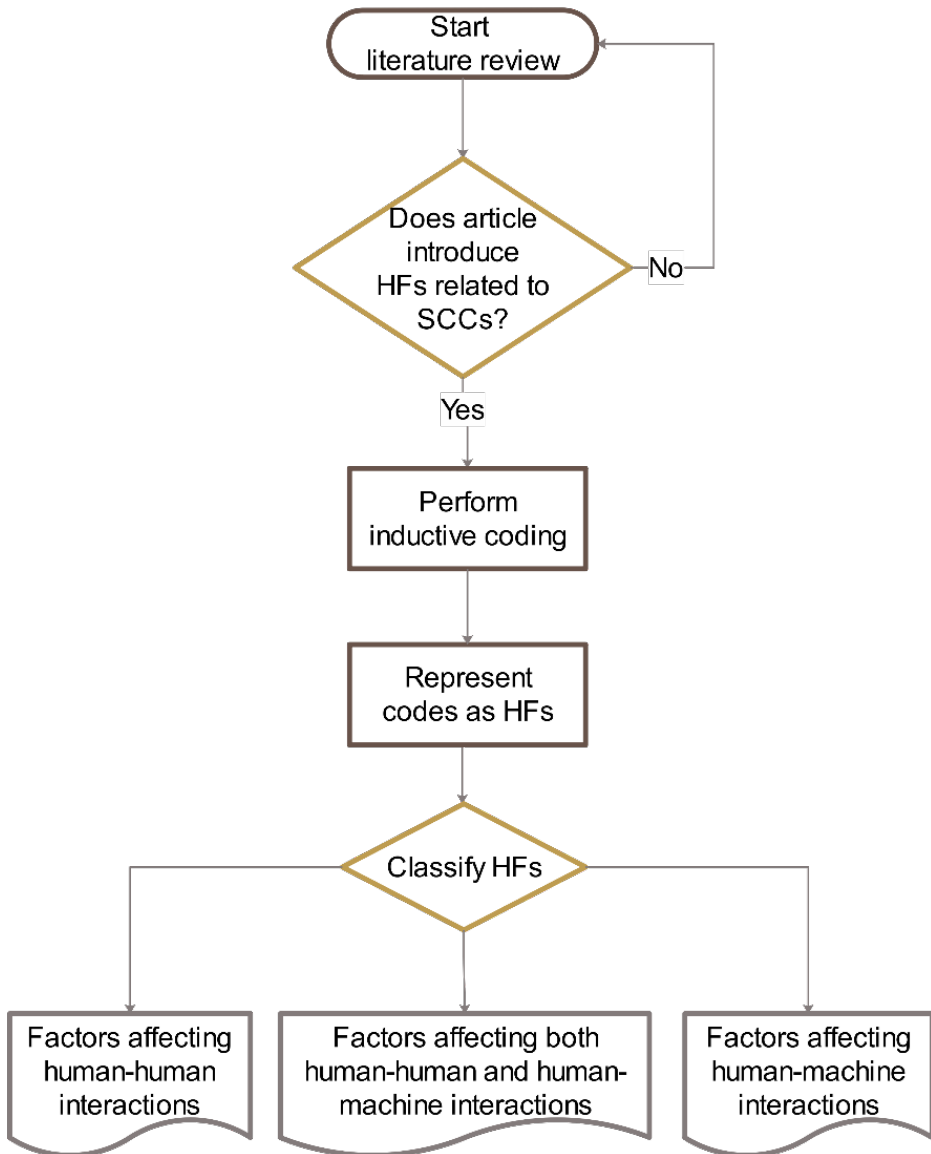 Start
literature review
Does article
introduce
HFs related to
SCCs?
No
Yes
Perform
inductive coding
Represent
codes as HFs
Classify HFs
Factors affecting
human-human
interactions
Factors affecting both
human-human and human-
machine interactions
Factors affecting
human-machine
interactions